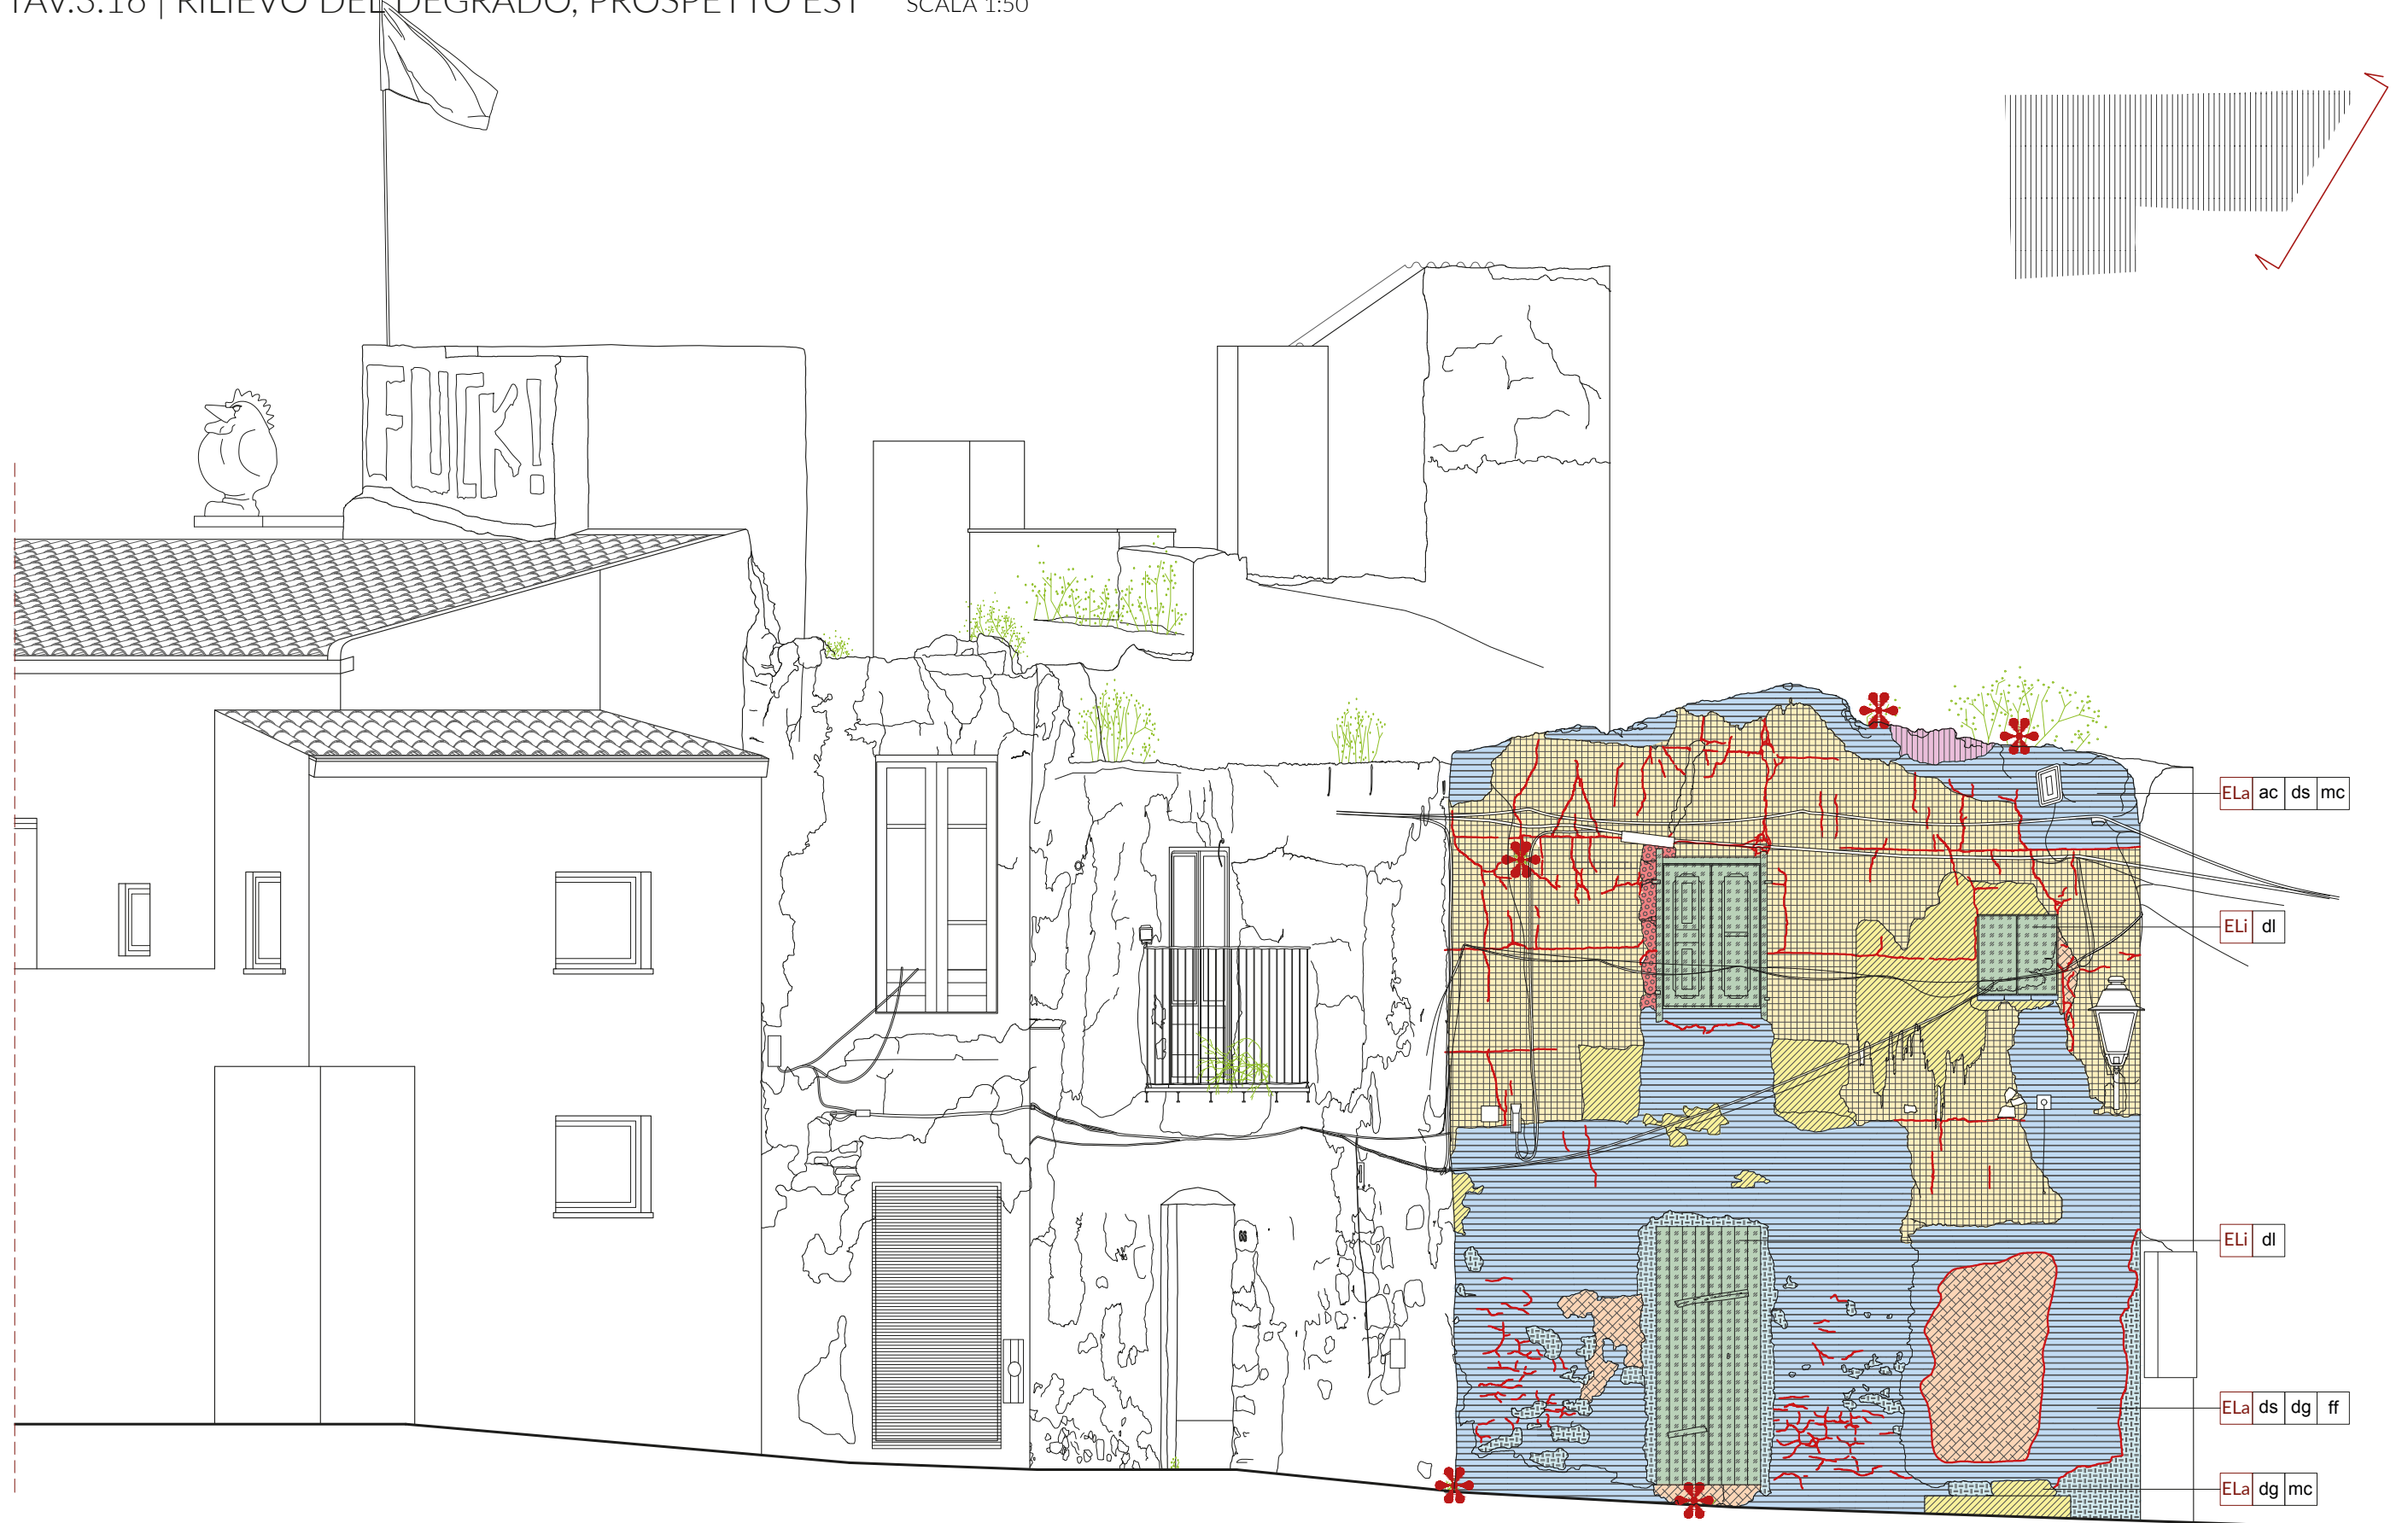 TAV.3.16 | RILIEVO DEL DEGRADO, PROSPETTO EST SCALA 1:50
FUCK!
ELa ac ds mc
ELi dl
ELi dl
ELa ds dg ff
ELa dg mc